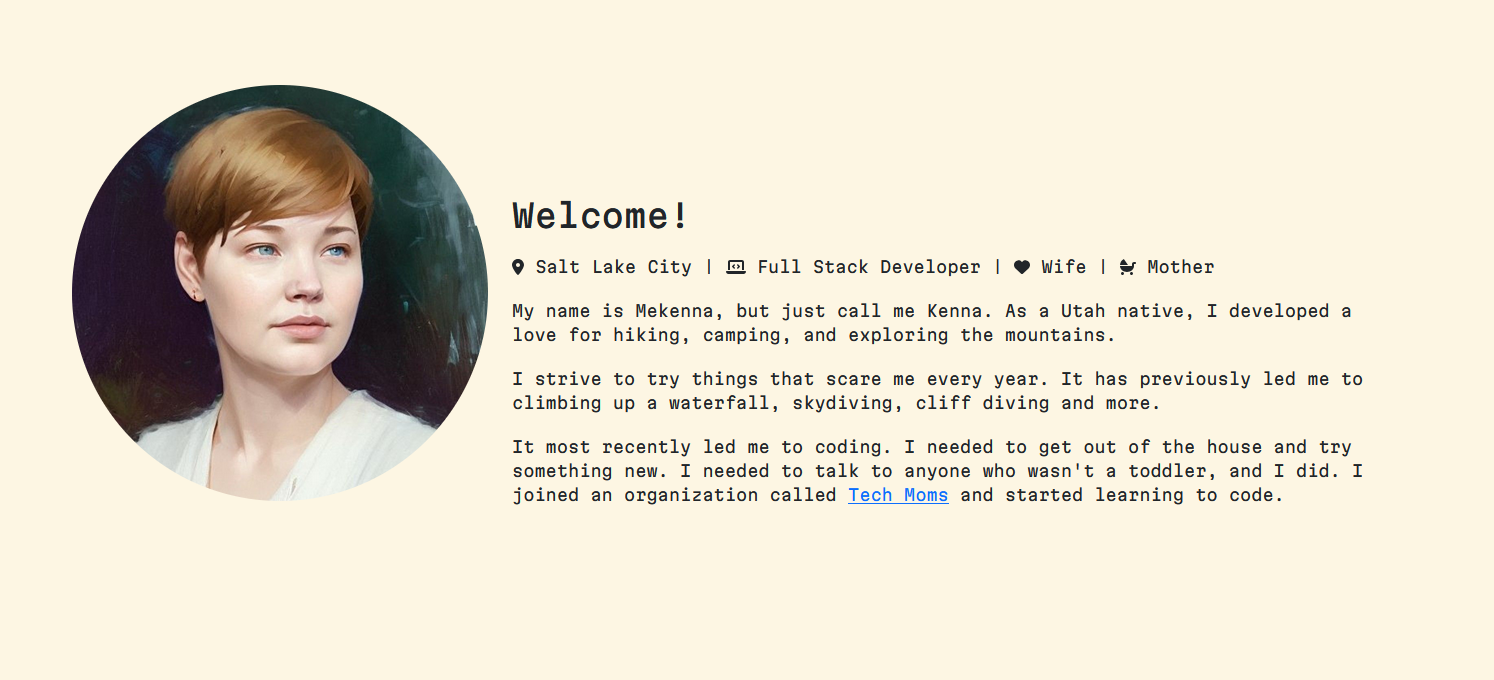 Welcome!
Salt Lake City | Full Stack Developer | Wife | Mother
My name is Mekenna, but just call me Kenna. As a Utah native, I developed a
love for hiking, camping, and exploring the mountains.
I strive to try things that scare me every year. It has previously led me to
climbing up a waterfall, skydiving, cliff diving and more.
It most recently led me to coding. I needed to get out of the house and try
something new. I needed to talk to anyone who wasn't a toddler, and I did. I
joined an organization called Tech Moms and started learning to code.